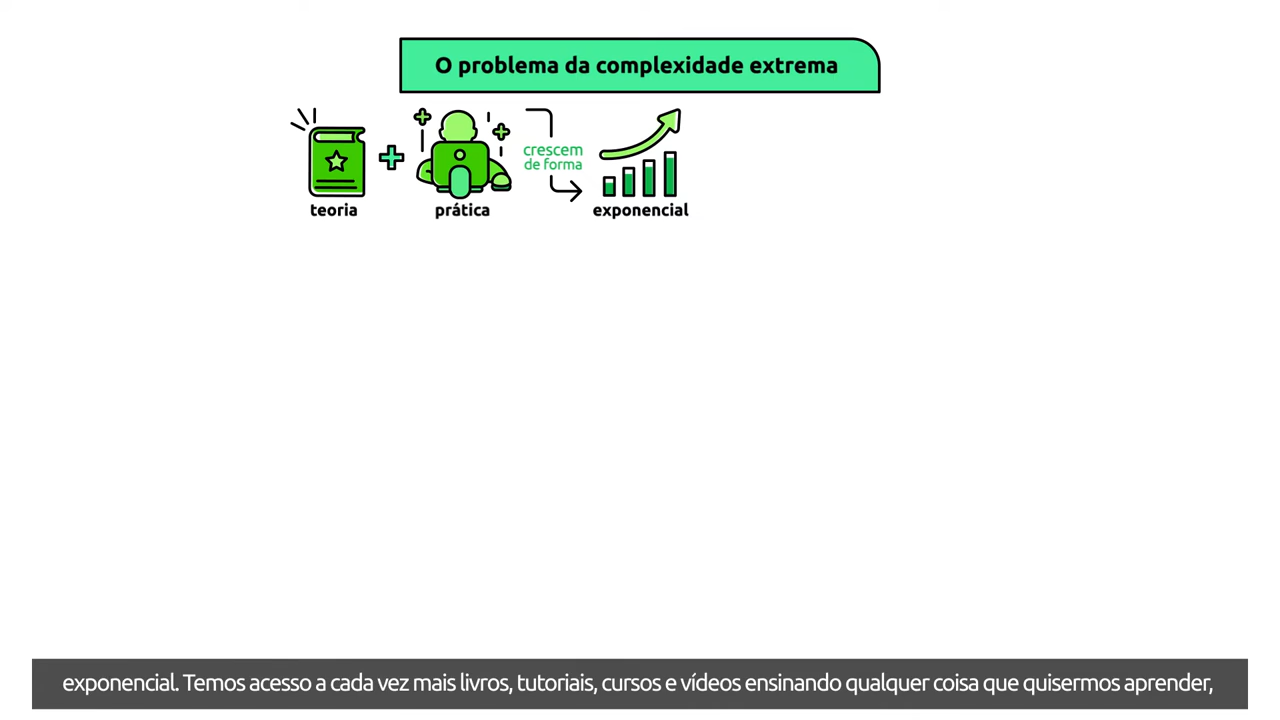 O problema da complexidade extrema
crescem
de forma
teoria
prática
exponencial
exponencial. Temos acesso a cada vez mais livros, tutoriais, cursos e vídeos ensinando qualquer coisa que quisermos aprender,